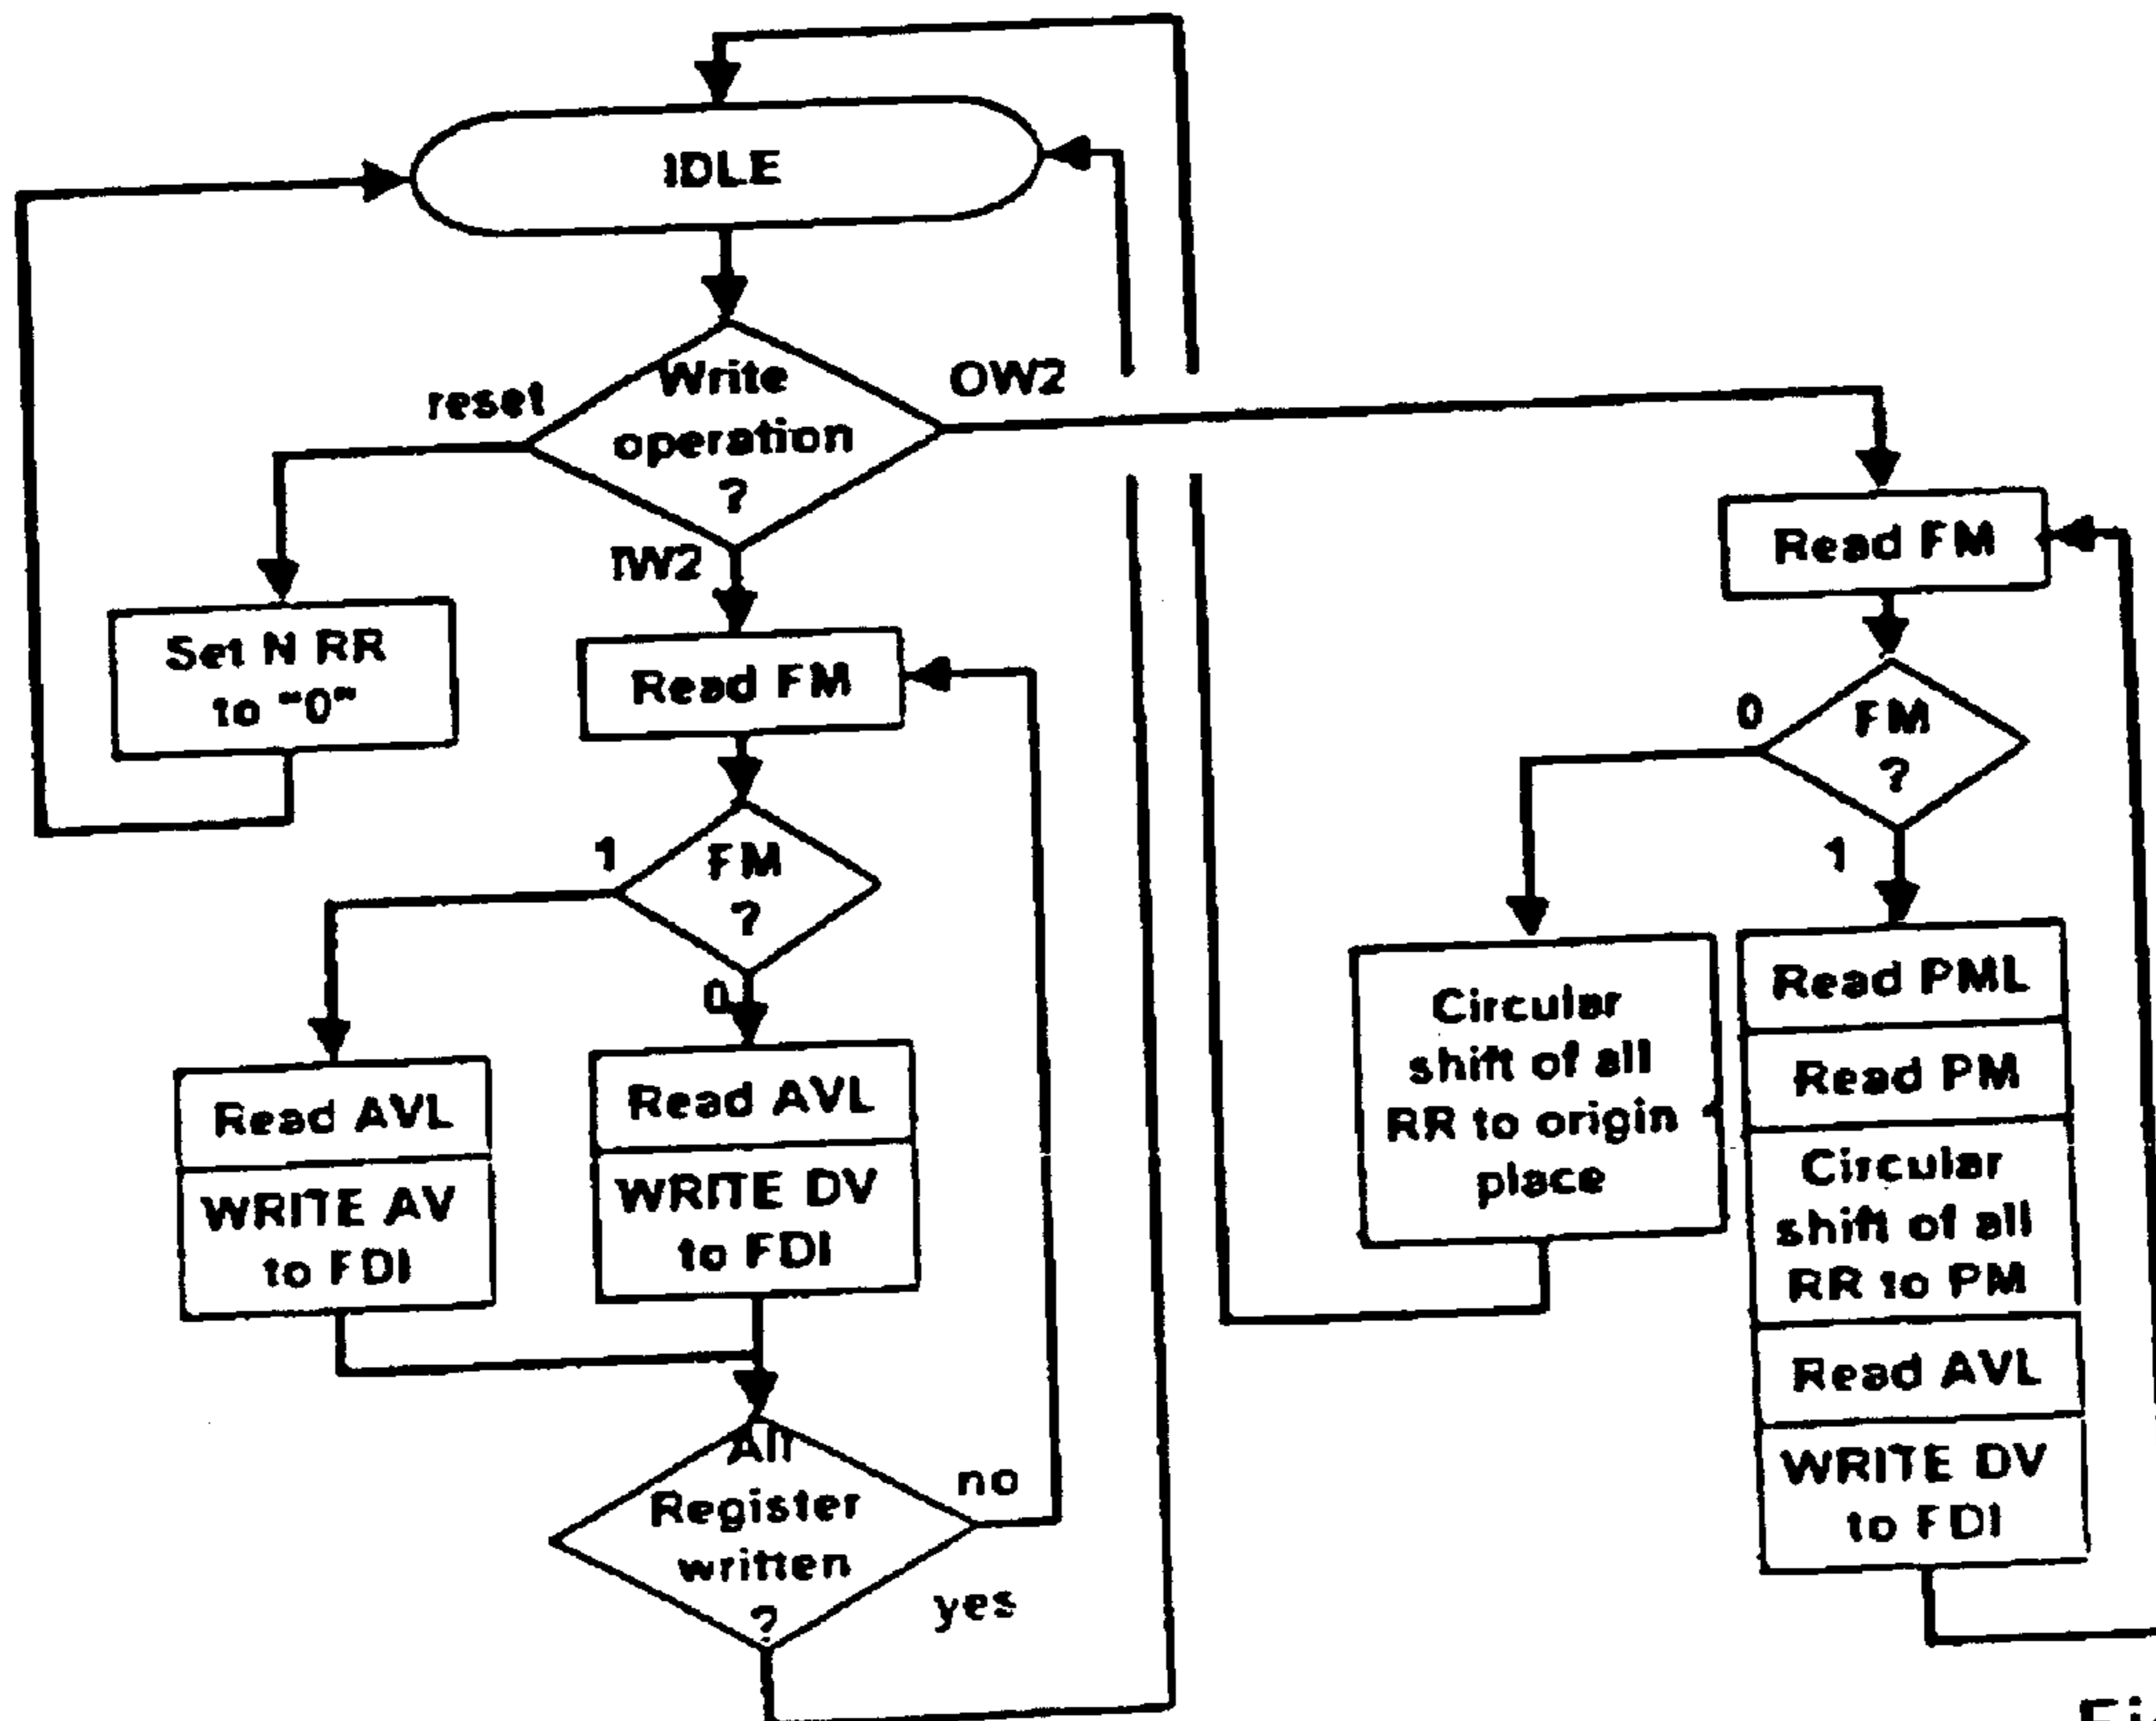 IDLE
reset
Write
operation
?
OW2
IW2
Set N RR
to "0"
Read FM
FM
?
1
0
Read AVL
WRITE AV
to FDI
Read AVL
WRITE DV
to FDI
All
Register
written
?
no
yes
Read FM
FM
?
0
1
Circular
shift of all
RR to origin
place
Read PML
Read PM
Circular
shift of all
RR to PM
Read AVL
WRITE DV
to FDI